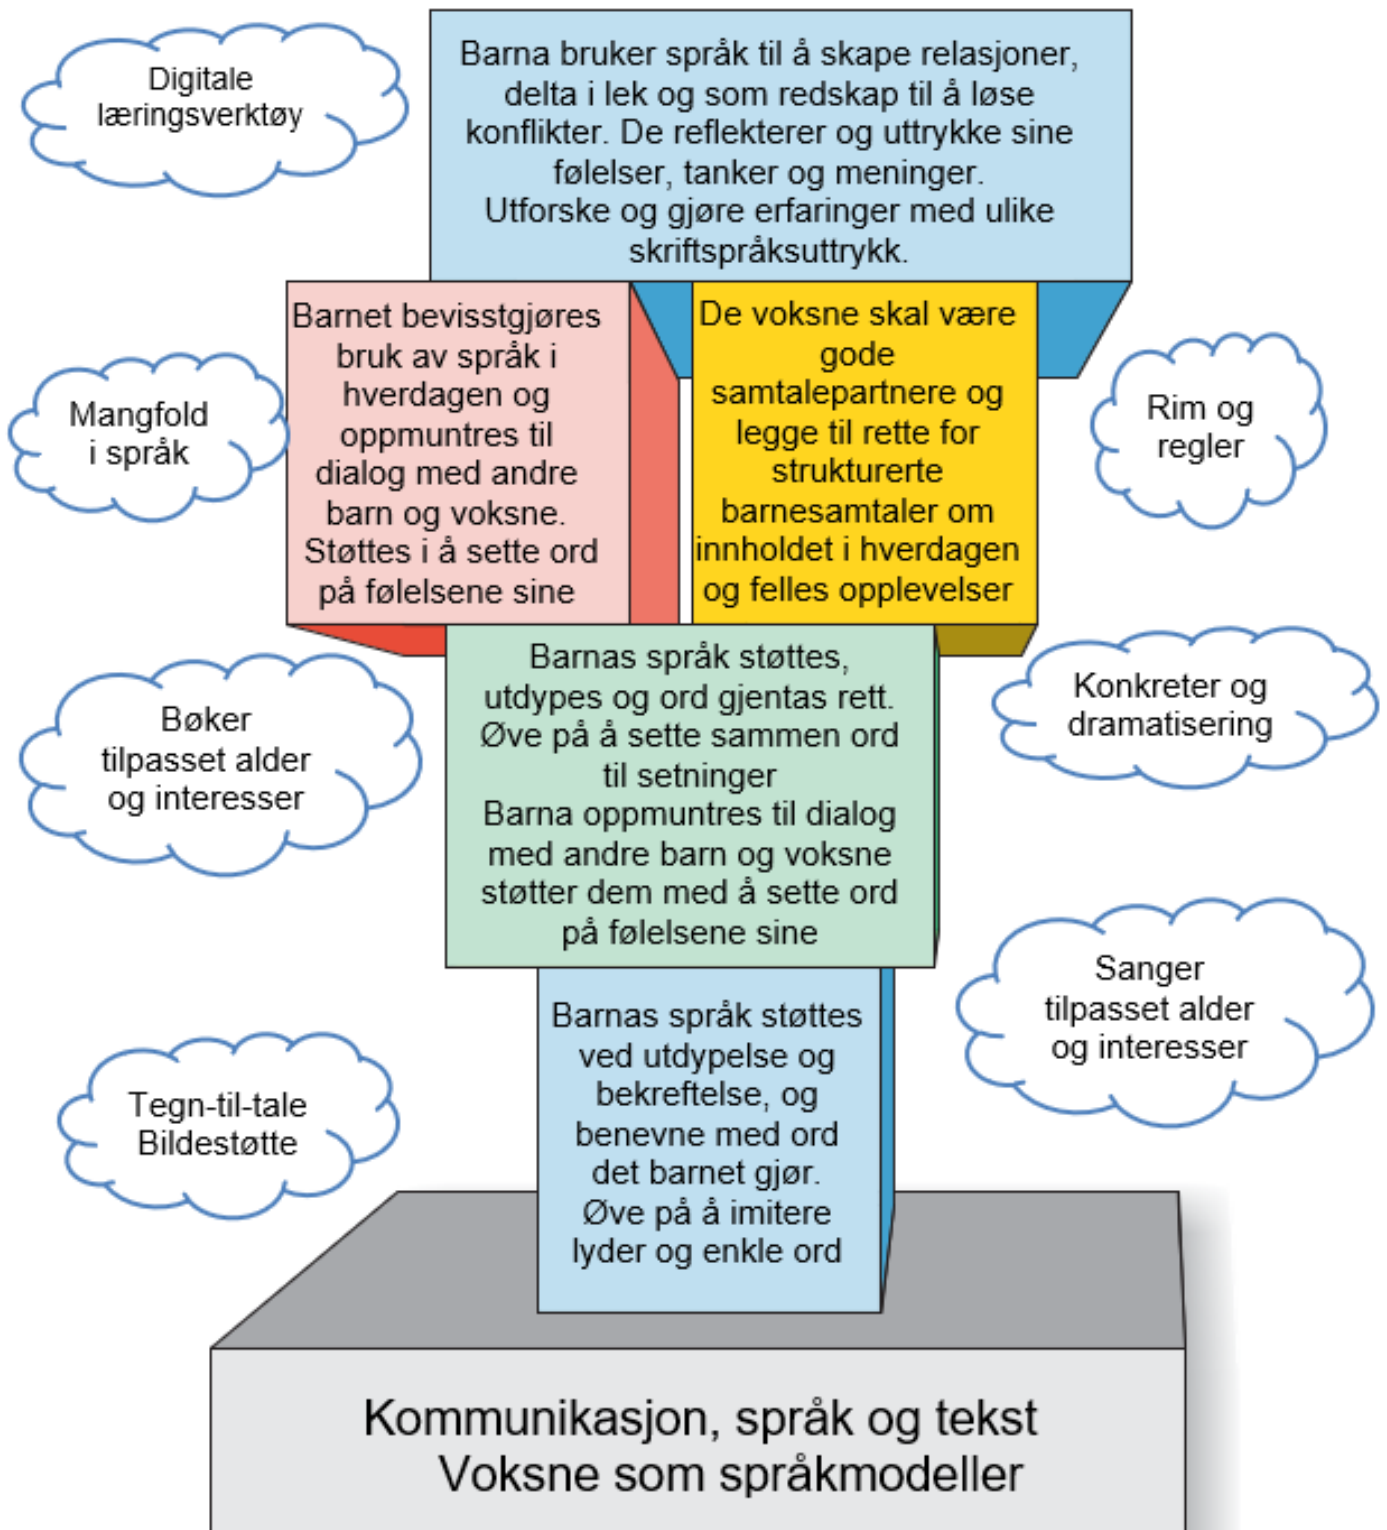 Digitale
læringsverktøy
Barna bruker språk til å skape relasjoner,
delta i lek og som redskap til å løse
konflikter. De reflekterer og uttrykke sine
følelser, tanker og meninger.
Utforske og gjøre erfaringer med ulike
skriftspråksuttrykk.
Mangfold
i språk
Barnet bevisstgjøres
bruk av språk i
hverdagen og
oppmuntres til
dialog med andre
barn og voksne.
Støttes i å sette ord
på følelsene sine
De voksne skal være
gode
samtalepartnere og
legge til rette for
strukturerte
barnesamtaler om
innholdet i hverdagen
og felles opplevelser
Rim og
regler
Bøker
tilpasset alder
og interesser
Barnas språk støttes,
utdypes og ord gjentas rett.
Øve på å sette sammen ord
til setninger
Barna oppmuntres til dialog
med andre barn og voksne
støtter dem med å sette ord
på følelsene sine
Konkreter og
dramatisering
Tegn-til-tale
Bildestøtte
Barnas språk støttes
ved utdypelse og
bekreftelse, og
benevne med ord
det barnet gjør.
Øve på å imitere
lyder og enkle ord
Sanger
tilpasset alder
og interesser
Kommunikasjon, språk og tekst
Voksne som språkmodeller